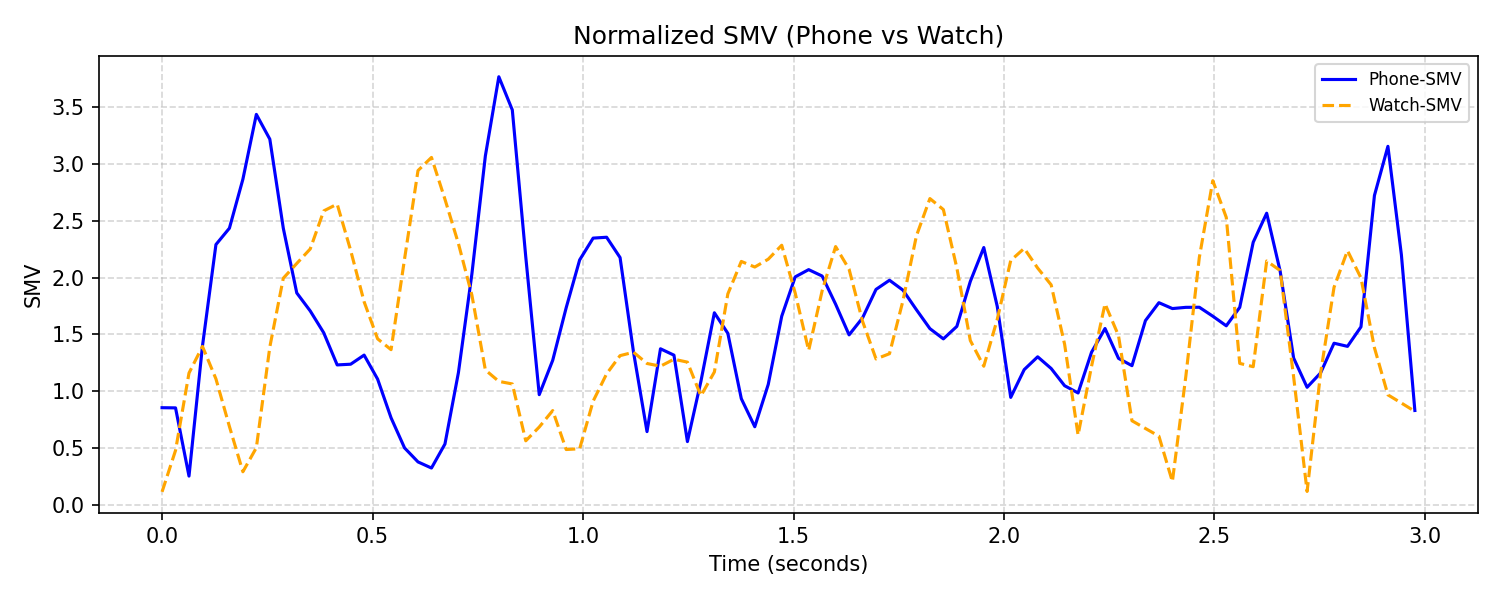 Normalized SMV (Phone vs Watch)
Phone-SMV
Watch-SMV
SMV
3.5
3.0
2.5
2.0
1.5
1.0
0.5
0.0
0.0 0.5 1.0 1.5 2.0 2.5 3.0
Time (seconds)